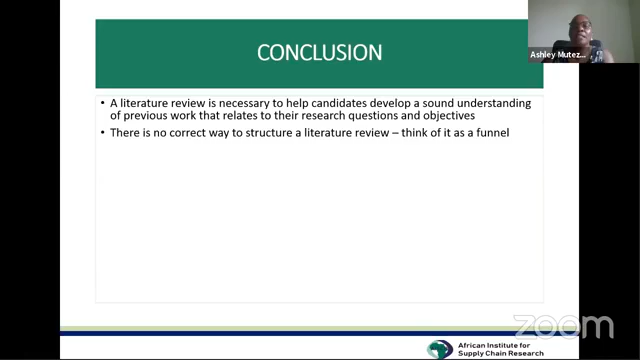 CONCLUSION
Ashley Mutez...
• A literature review is necessary to help candidates develop a sound understanding
of previous work that relates to their research questions and objectives
• There is no correct way to structure a literature review – think of it as a funnel
zoom
African Institute for
Supply Chain Research